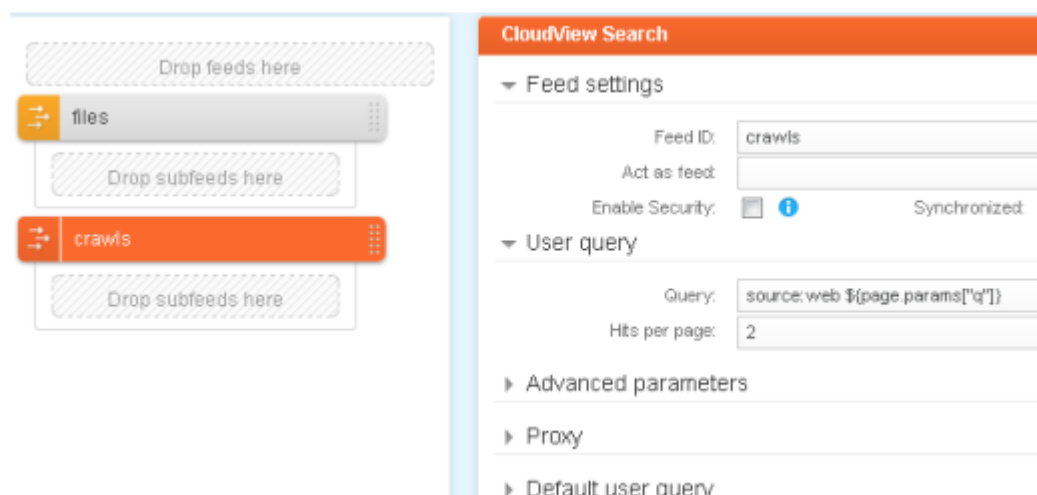 Drop feeds here
files
Drop subfeeds here
crawls
Drop subfeeds here
CloudView Search
Feed settings
Feed ID: crawls
Act as feed:
Enable Security: Synchronized:
User query
Query: source:web ${page.params["q"]}
Hits per page: 2
Advanced parameters
Proxy
Default user query